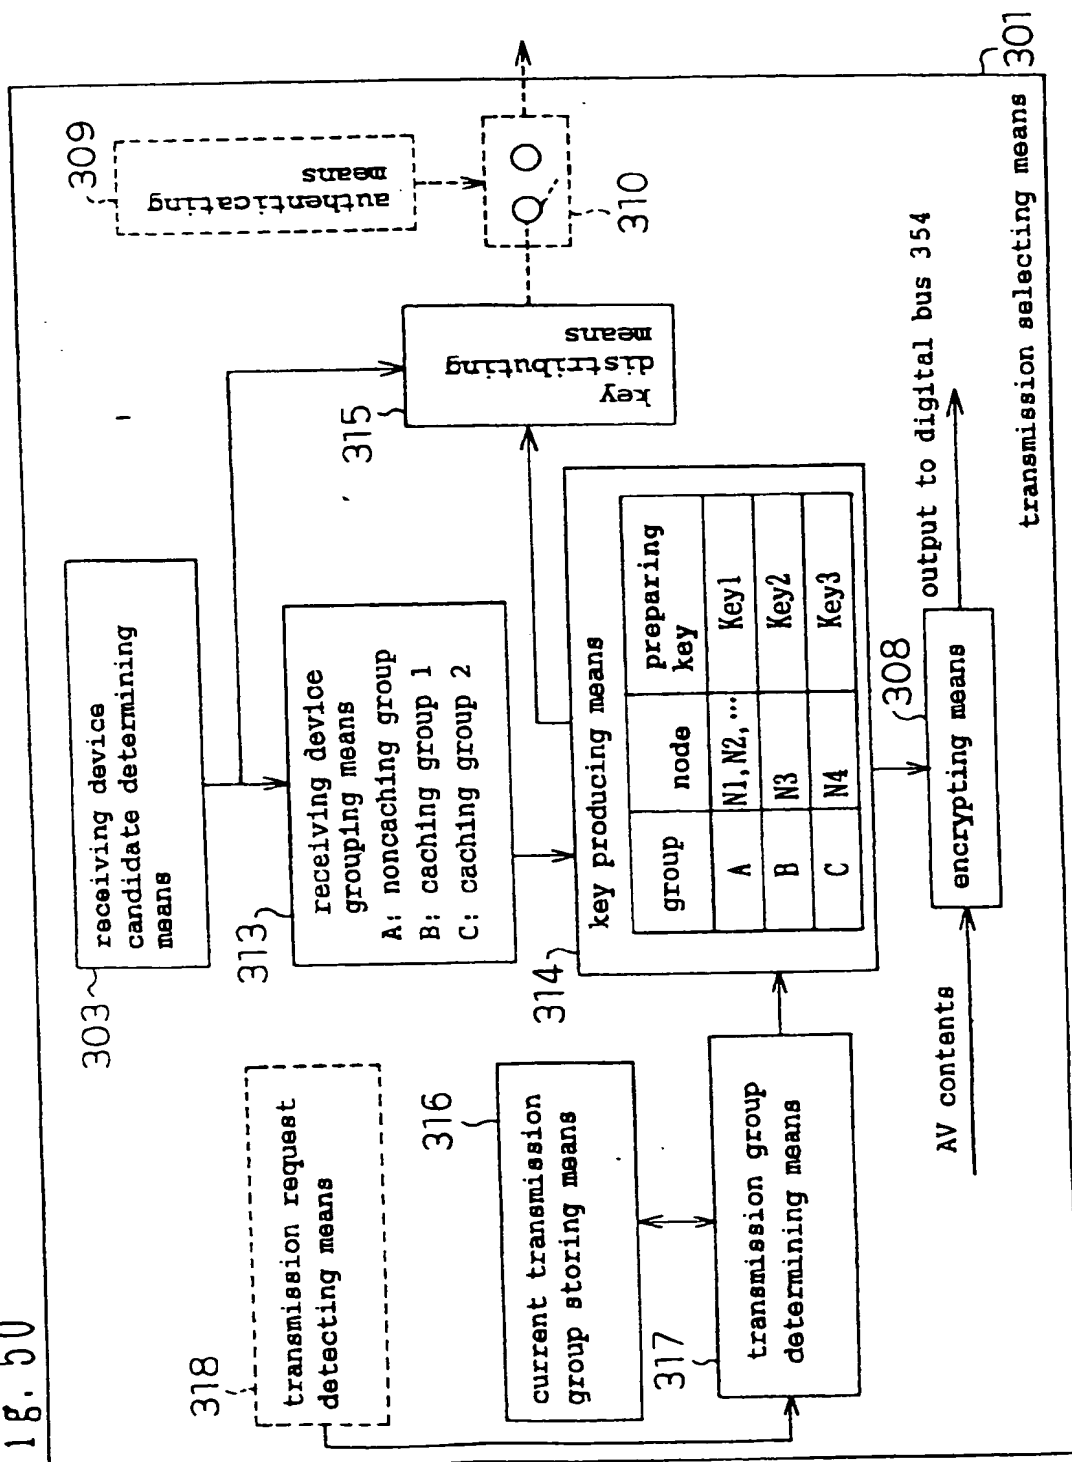 303
receiving device
candidate determining
means
309
authenticating
means
310
313
receiving device
grouping means
A: noncaching group
B: caching group 1
C: caching group 2
315
key
distributing
means
318
transmission request
detecting means
316
current transmission
group storing means
314
key producing means
group node preparing key
A N1,N2,··· Key1
B N3 Key2
C N4 Key3
317
transmission group
determining means
308
output to digital bus 354
AV contents
encrypting means
transmission selecting means
301